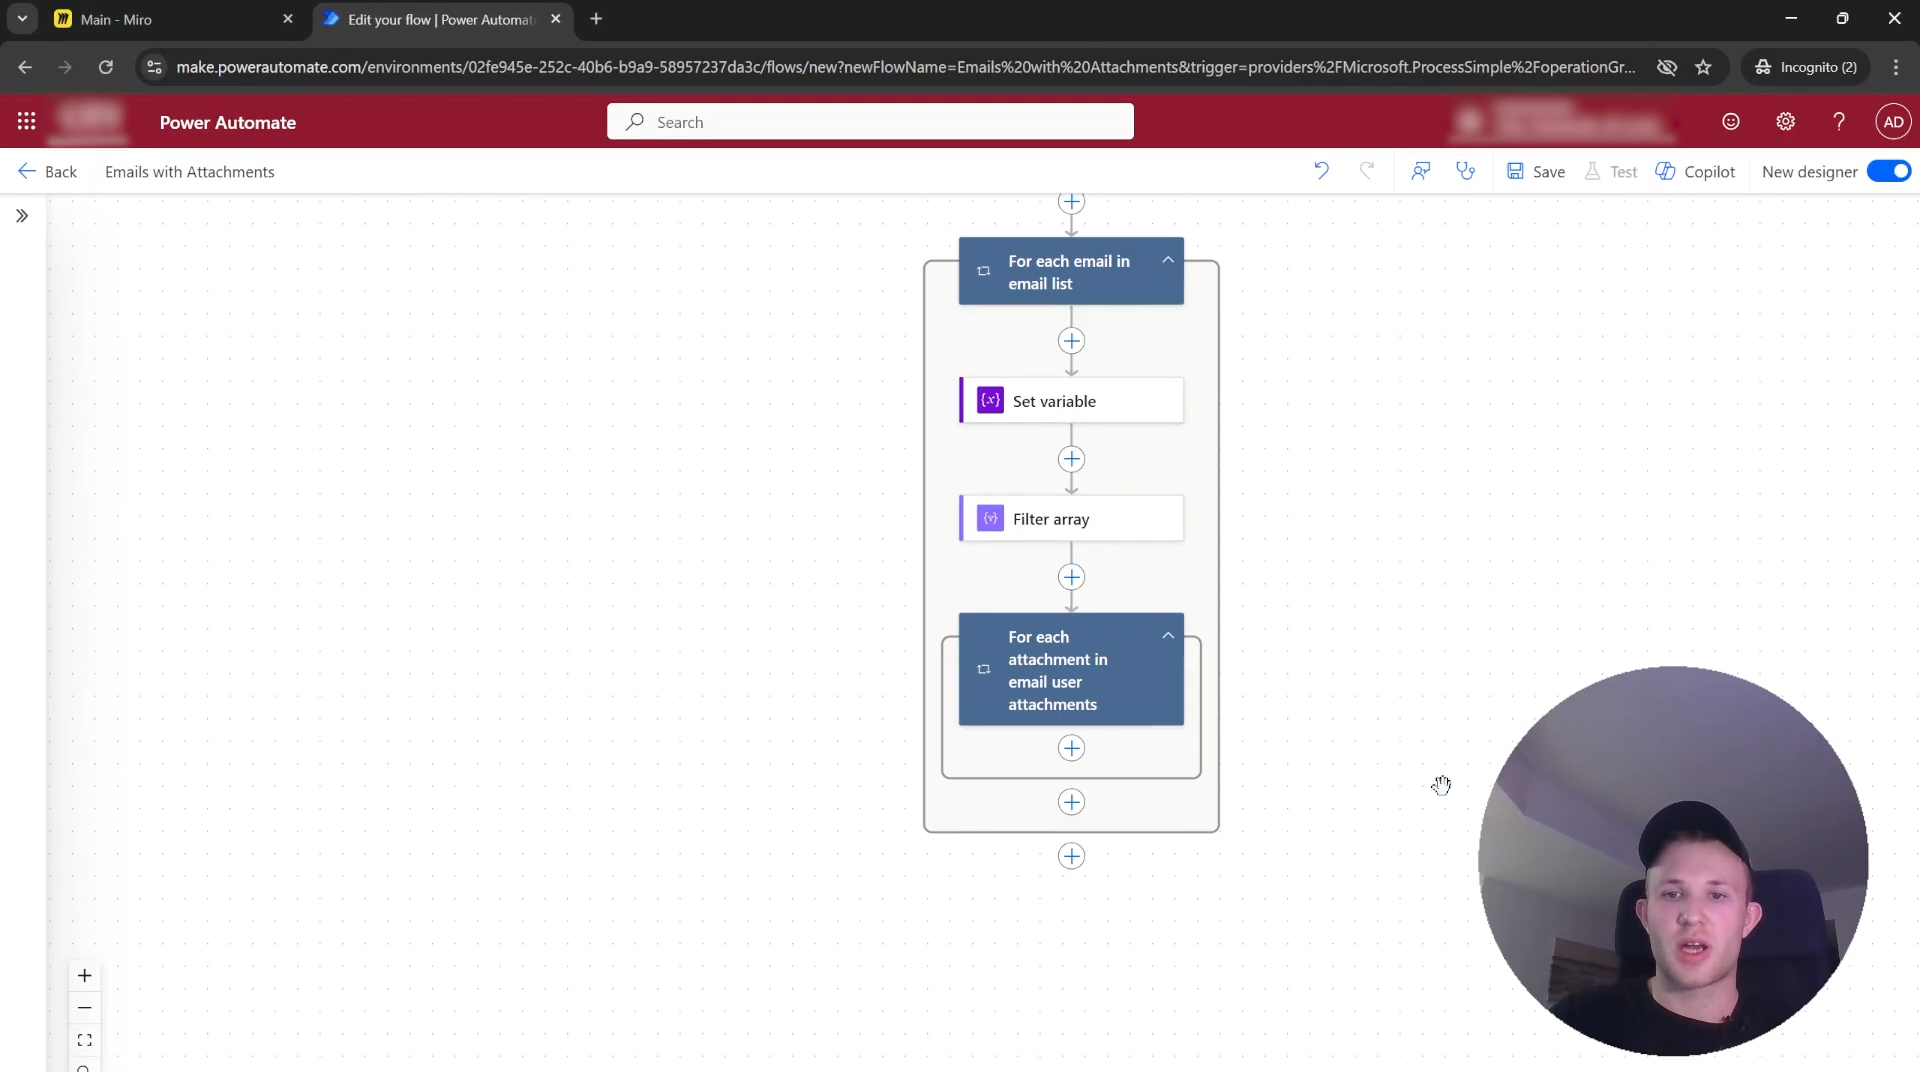 Main - Miro
Edit your flow | Power Automat
make.powerautomate.com/environments/02fe945e-252c-40b6-b9a9-58957237da3c/flows/new?newFlowName=Emails%20with%20Attachments&trigger=providers%2FMicrosoft.ProcessSimple%2FoperationGr...
Incognito (2)
Power Automate
Search
AD
Back
Emails with Attachments
Save
Test
Copilot
New designer
For each email in
email list
{x} Set variable
Filter array
For each
attachment in
email user
attachments